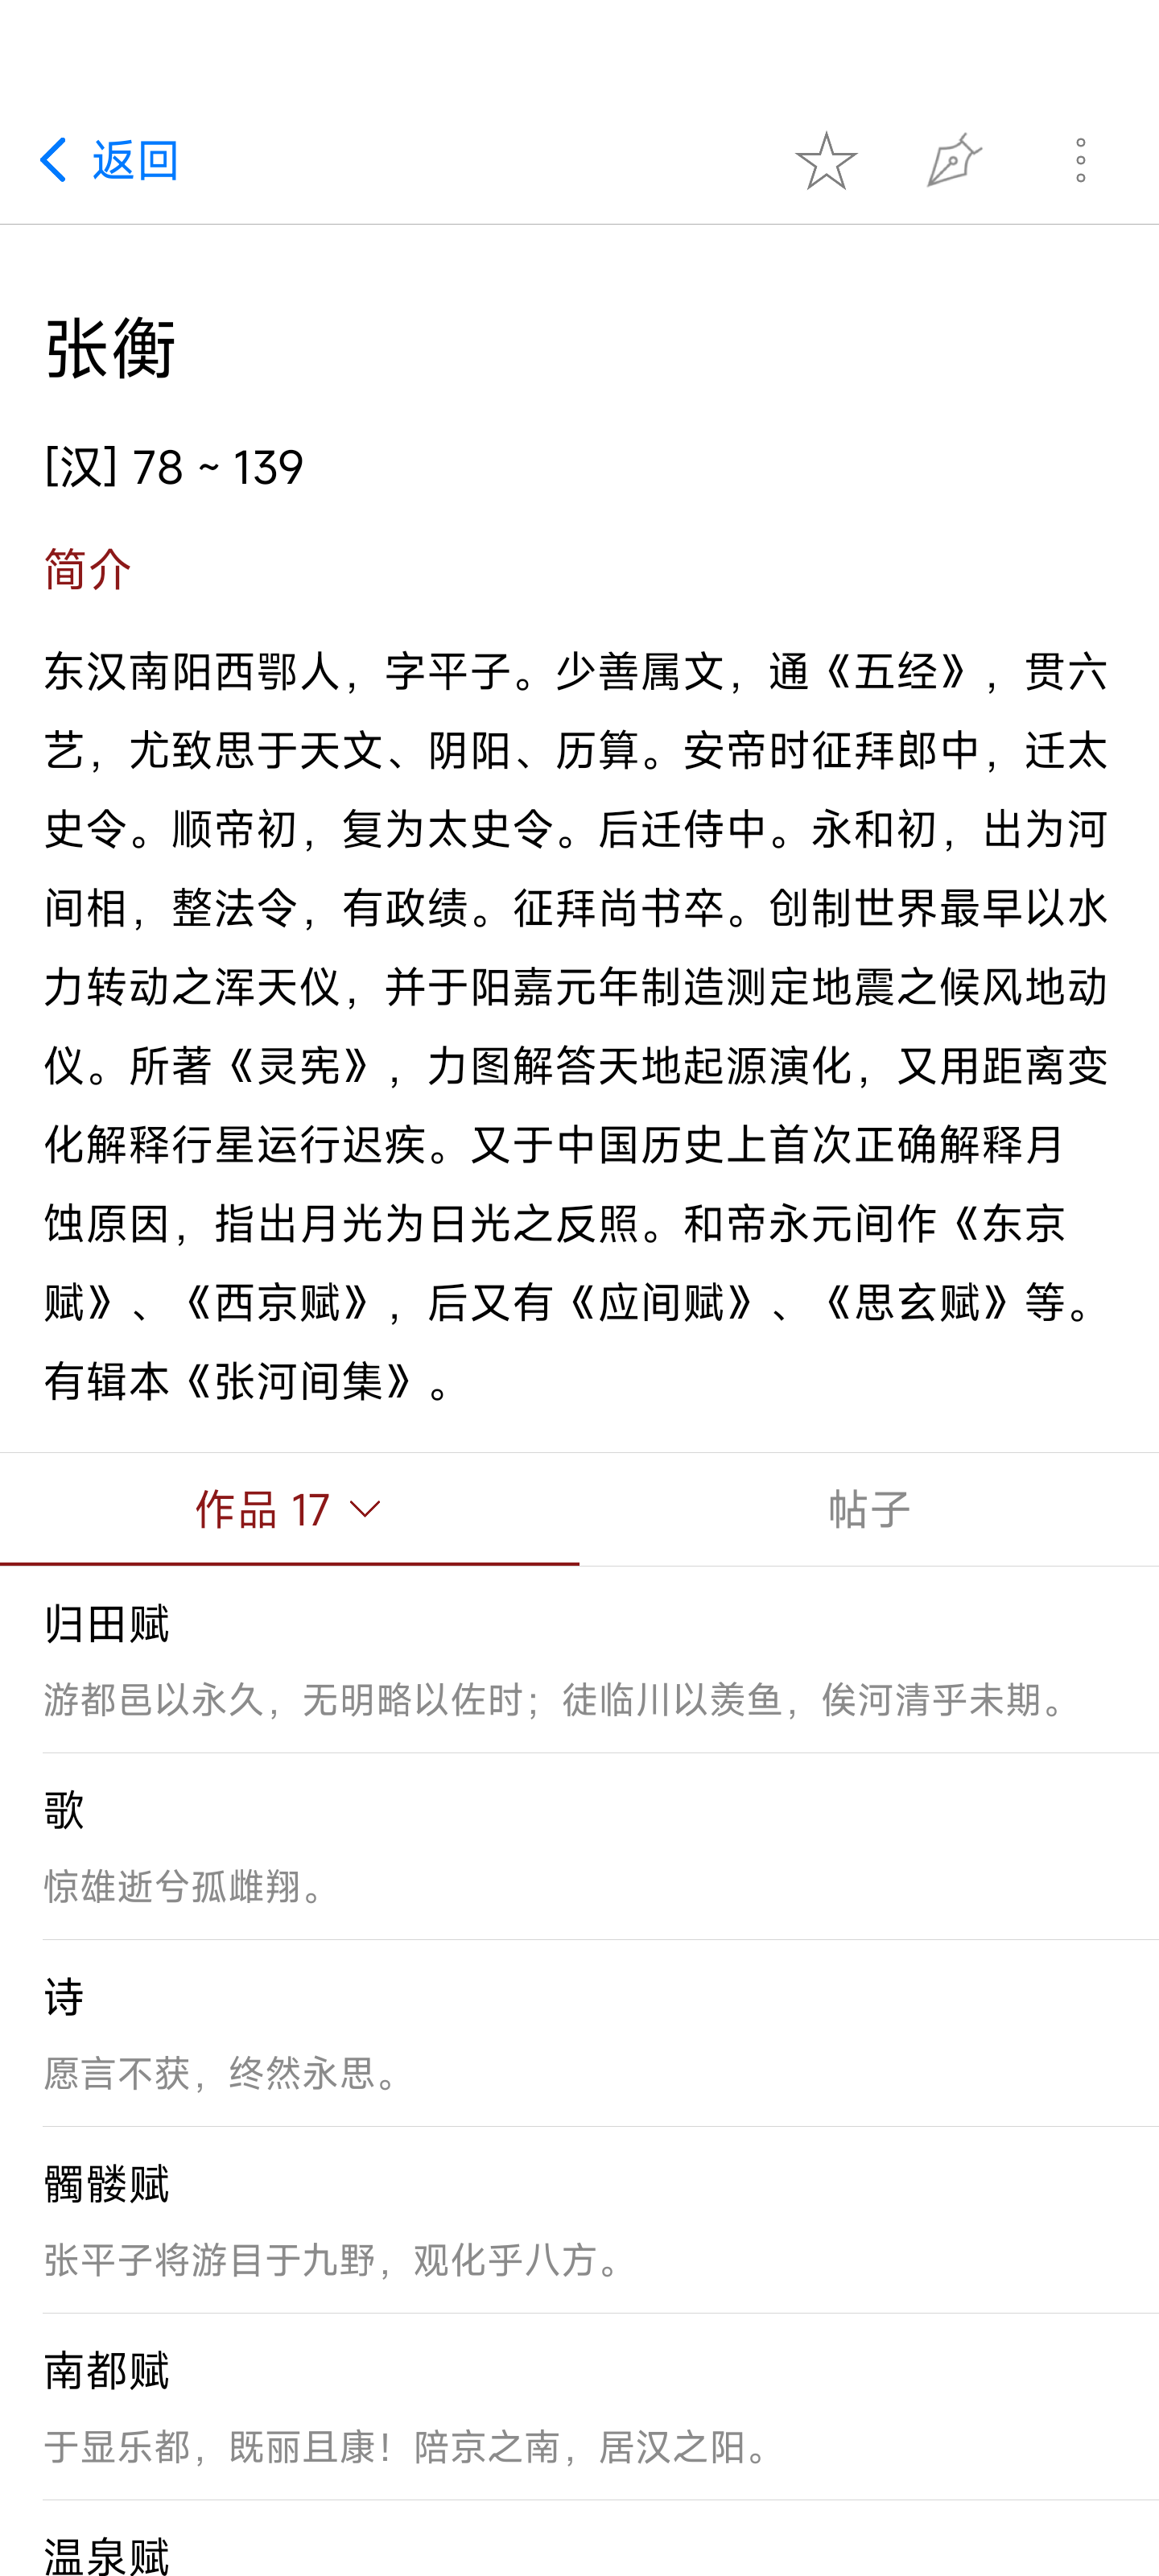 返回
张衡
[汉] 78 ~ 139
简介
东汉南阳西鄂人，字平子。少善属文，通《五经》，贯六
艺，尤致思于天文、阴阳、历算。安帝时征拜郎中，迁太
史令。顺帝初，复为太史令。后迁侍中。永和初，出为河
间相，整法令，有政绩。征拜尚书卒。创制世界最早以水
力转动之浑天仪，并于阳嘉元年制造测定地震之候风地动
仪。所著《灵宪》，力图解答天地起源演化，又用距离变
化解释行星运行迟疾。又于中国历史上首次正确解释月
蚀原因，指出月光为日光之反照。和帝永元间作《东京
赋》、《西京赋》，后又有《应间赋》、《思玄赋》等。
有辑本《张河间集》。
作品 17
帖子
归田赋
游都邑以永久，无明略以佐时；徒临川以羡鱼，俟河清乎未期。
歌
惊雄逝兮孤雌翔。
诗
愿言不获，终然永思。
髑髅赋
张平子将游目于九野，观化乎八方。
南都赋
于显乐都，既丽且康！陪京之南，居汉之阳。
温泉赋